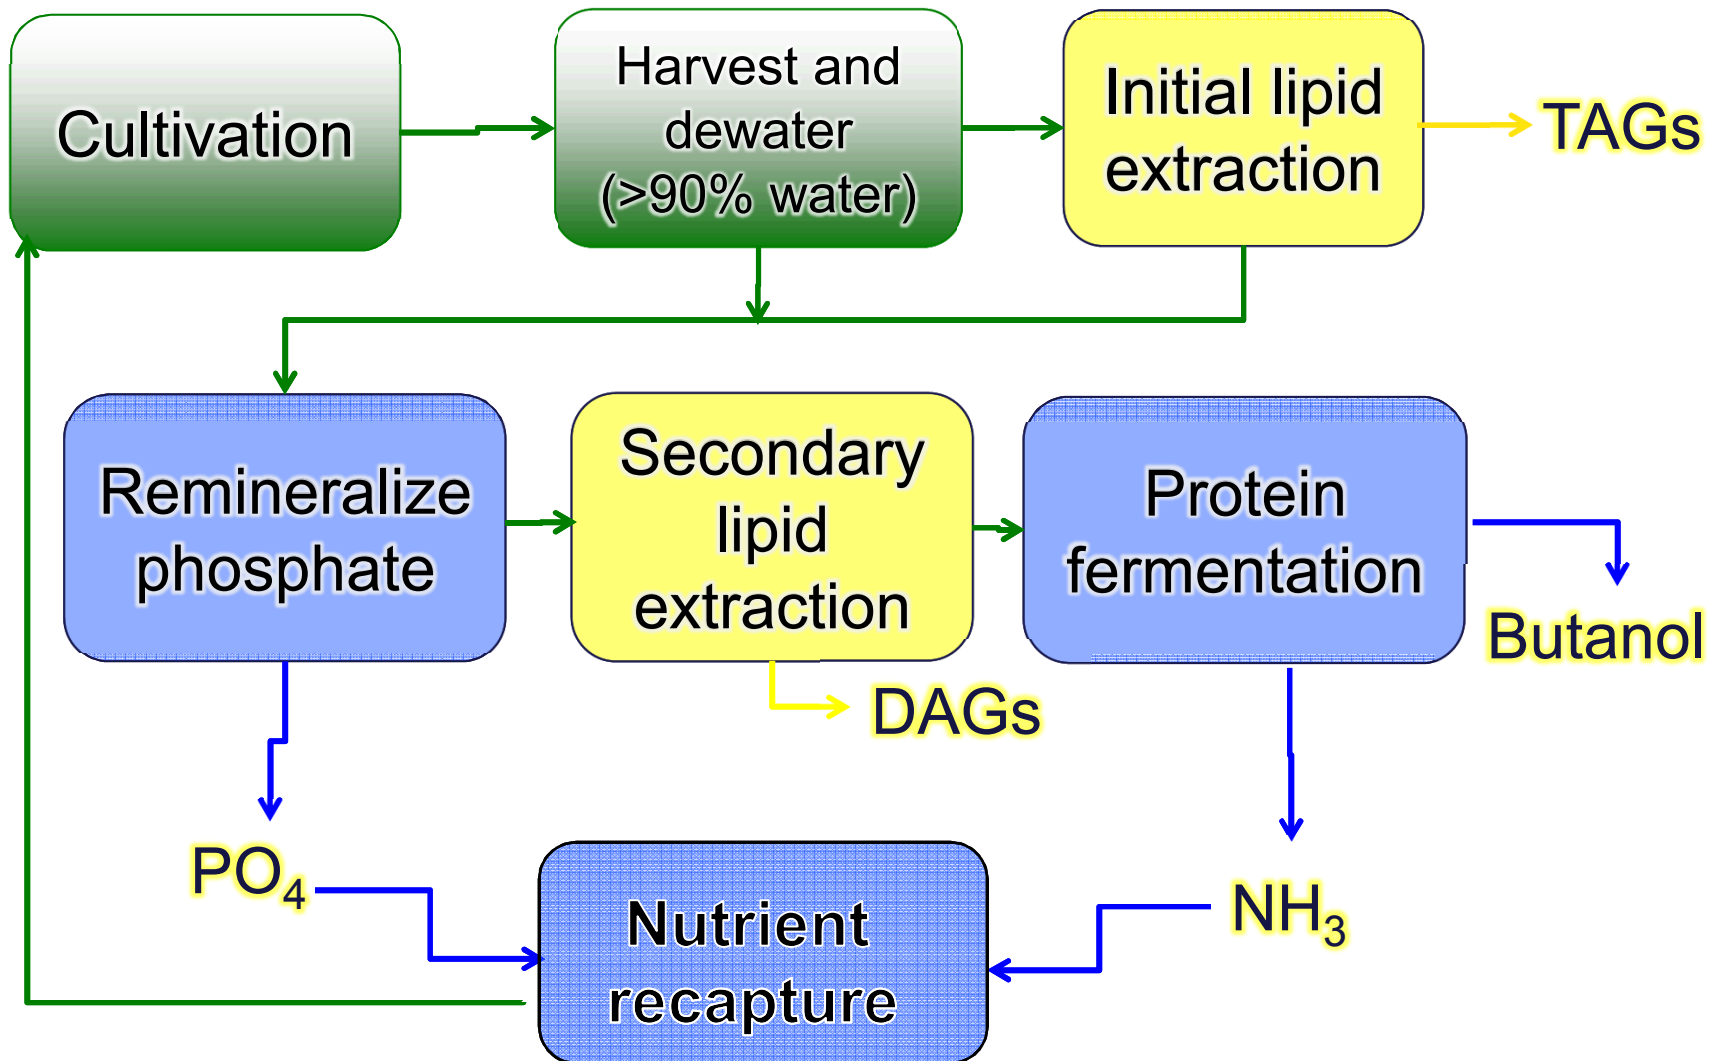 Cultivation
Harvest and
dewater
(>90% water)
Initial lipid
extraction
TAGs
Remineralize
phosphate
Secondary
lipid
extraction
Protein
fermentation
Butanol
DAGs
PO₄
Nutrient
recapture
NH₃